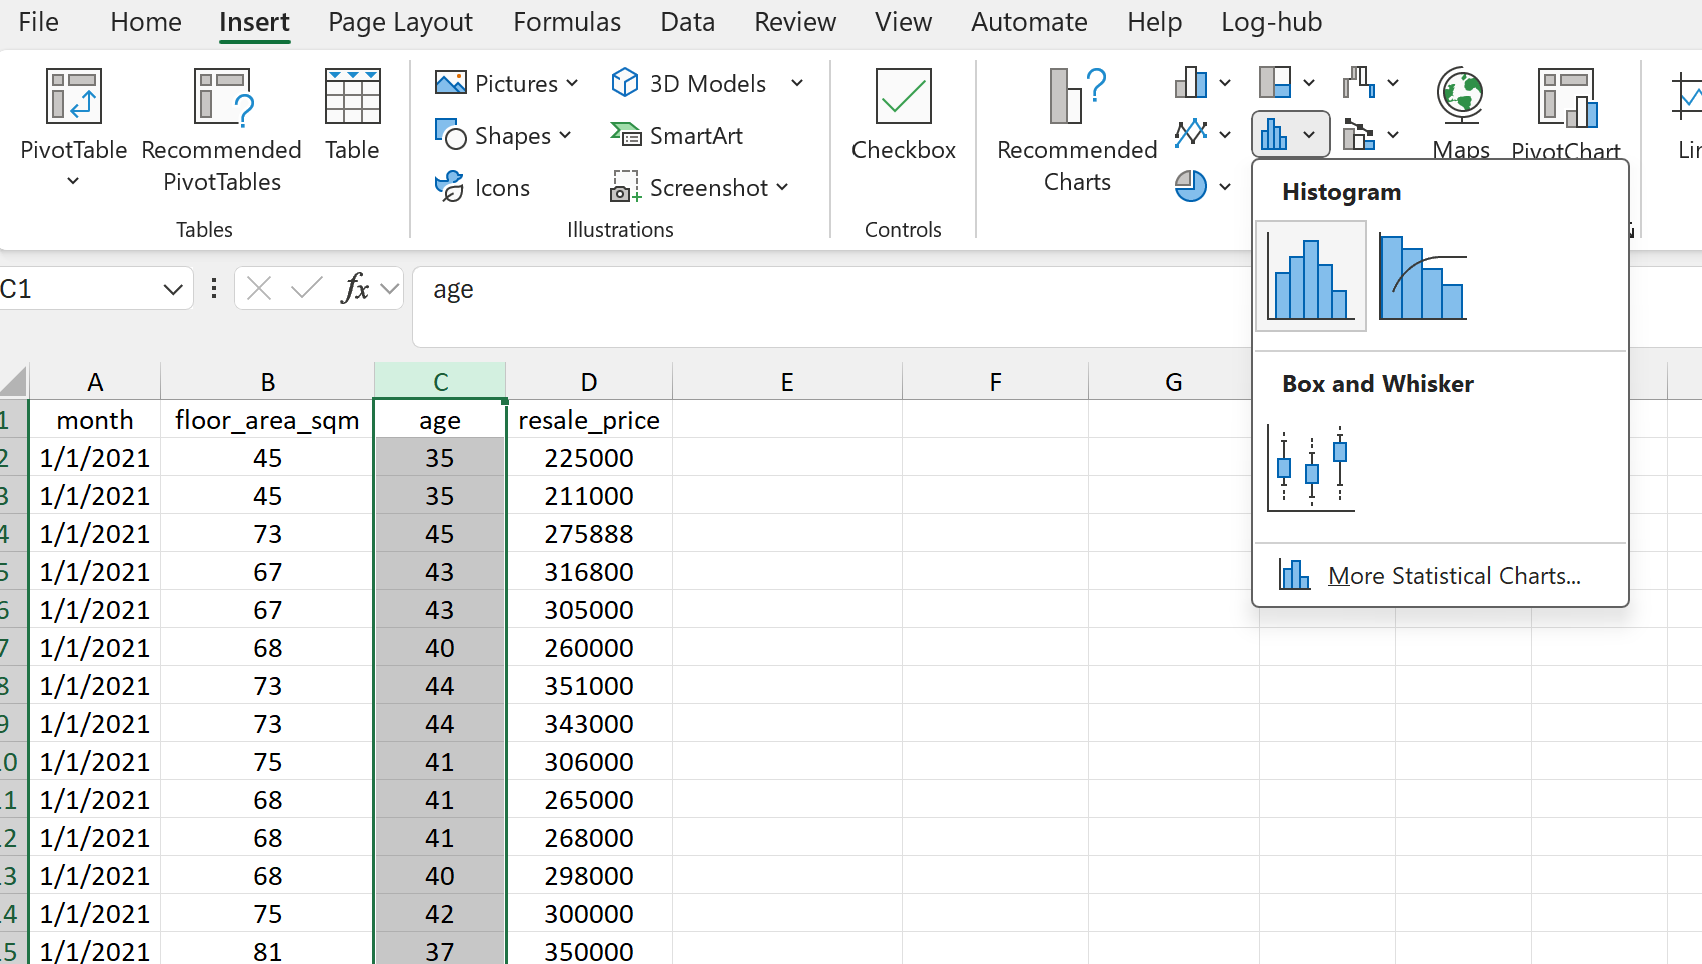 File Home Insert Page Layout Formulas Data Review View Automate Help Log-hub
PivotTable
Recommended
PivotTables
Table
Tables
Pictures
Shapes
Icons
3D Models
SmartArt
Screenshot
Illustrations
Checkbox
Controls
Recommended
Charts
Maps
PivotChart
C1
fx
age
Histogram
Box and Whisker
More Statistical Charts...
A B C D E F G
1 month floor_area_sqm age resale_price
2 1/1/2021 45 35 225000
3 1/1/2021 45 35 211000
4 1/1/2021 73 45 275888
5 1/1/2021 67 43 316800
6 1/1/2021 67 43 305000
7 1/1/2021 68 40 260000
8 1/1/2021 73 44 351000
9 1/1/2021 73 44 343000
0 1/1/2021 75 41 306000
1 1/1/2021 68 41 265000
2 1/1/2021 68 41 268000
3 1/1/2021 68 40 298000
4 1/1/2021 75 42 300000
5 1/1/2021 81 37 350000